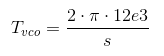 T_{vco} = \frac{2 \cdot \pi \cdot 12e3}{s}